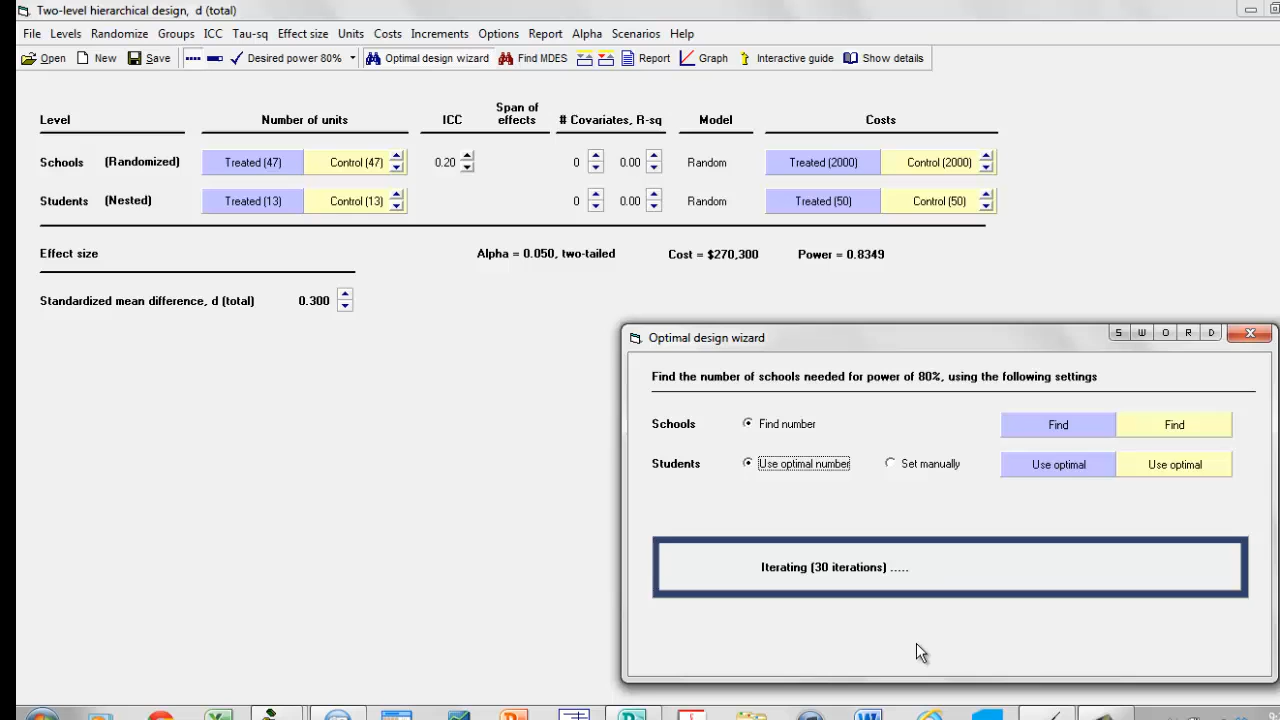 Two-level hierarchical design, d (total)
File Levels Randomize Groups ICC Tau-sq Effect size Units Costs Increments Options Report Alpha Scenarios Help
Open New Save Desired power 80% Optimal design wizard Find MDES Report Graph Interactive guide Show details
Span of
Level Number of units ICC effects # Covariates, R-sq Model Costs
Schools (Randomized) Treated (47) Control (47) 0.20 0 0.00 Random Treated (2000) Control (2000)
Students (Nested) Treated (13) Control (13) 0 0.00 Random Treated (50) Control (50)
Effect size Alpha = 0.050, two-tailed Cost = $270,300 Power = 0.8349
Standardized mean difference, d (total) 0.300
Optimal design wizard S W O R D
Find the number of schools needed for power of 80%, using the following settings
Schools Find number Find Find
Students Use optimal number Set manually Use optimal Use optimal
Iterating (30 iterations) .....